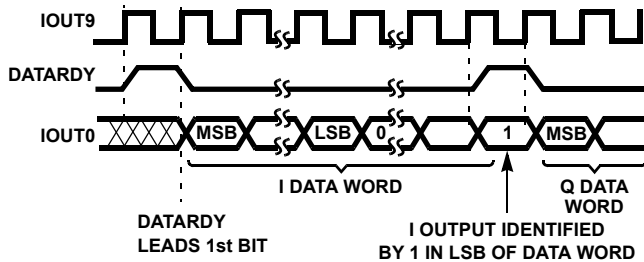 IOUT9
DATARDY
IOUT0
MSB LSB 0 1 MSB
I DATA WORD
Q DATA
WORD
DATARDY
LEADS 1st BIT
I OUTPUT IDENTIFIED
BY 1 IN LSB OF DATA WORD